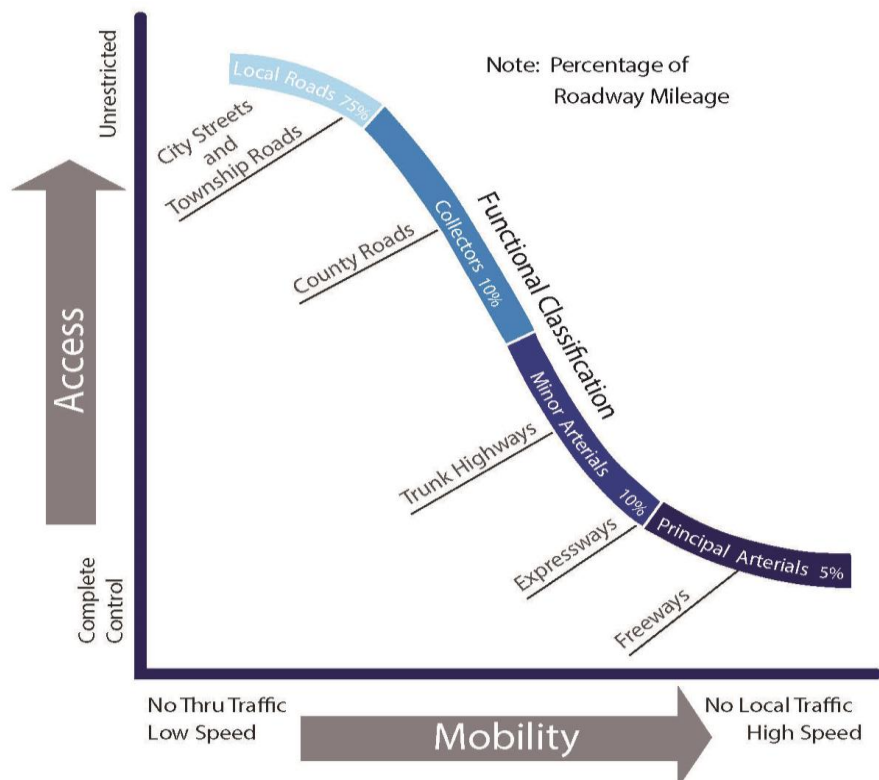 Unrestricted
Access
Complete
Control
Note: Percentage of
Roadway Mileage
Local Roads 75%
City Streets
and
Township Roads
Collectors 10%
County Roads
Functional Classification
Minor Arterials 10%
Trunk Highways
Expressways
Principal Arterials 5%
Freeways
No Thru Traffic
Low Speed
Mobility
No Local Traffic
High Speed